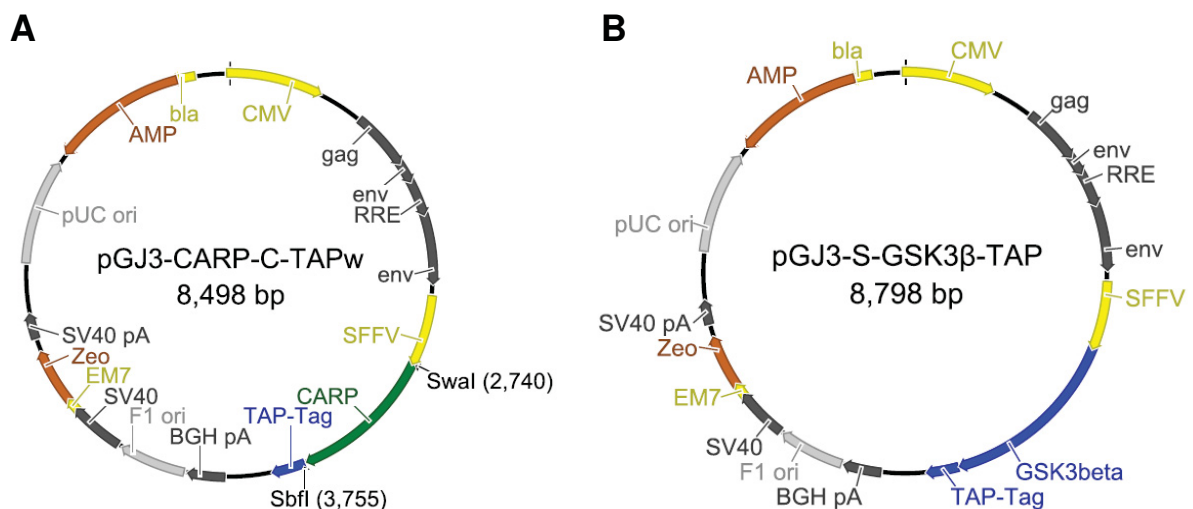 A
bla
CMV
AMP
gag
env
RRE
pUC ori
pGJ3-CARP-C-TAPw
8,498 bp
env
SV40 pA
SFFV
Zeo
EM7
SwaI (2,740)
SV40
CARP
TAP-Tag
F1 ori
BGH pA
SbfI (3,755)
B
bla
CMV
AMP
gag
env
RRE
pUC ori
pGJ3-S-GSK3β-TAP
8,798 bp
env
SFFV
SV40 pA
Zeo
EM7
SV40
F1 ori
GSK3beta
BGH pA
TAP-Tag